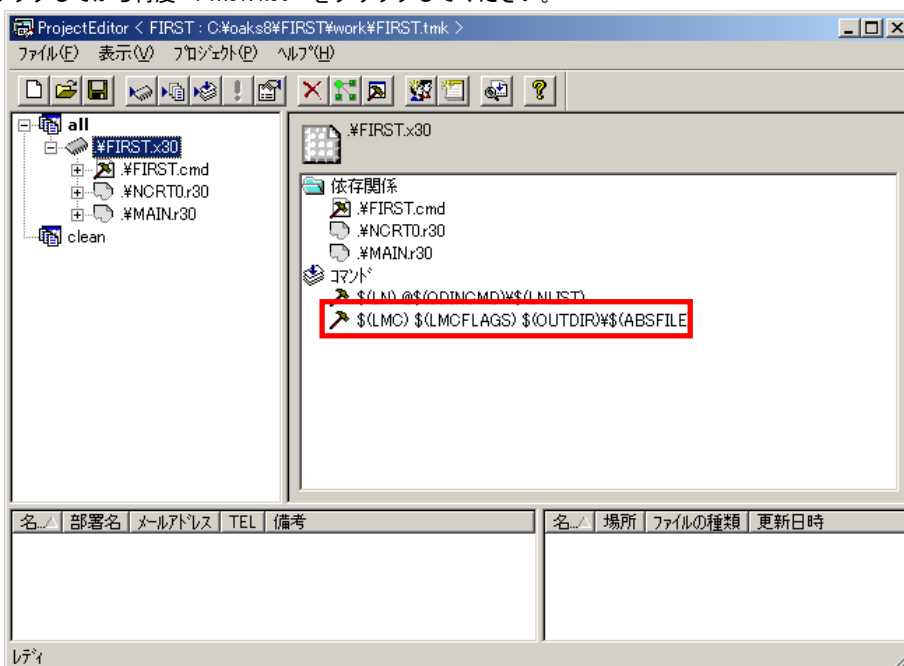 ProjectEditor < FIRST : C:¥oaks8¥FIRST¥work¥FIRST.tmk >
ファイル(F) 表示(V) プロジェクト(P) ヘルプ(H)
all
.¥FIRST.x30
.¥FIRST.cmd
.¥NCRT0.r30
.¥MAIN.r30
clean
.¥FIRST.x30
依存関係
.¥FIRST.cmd
.¥NCRT0.r30
.¥MAIN.r30
コマンド
$(LN) @$(ODINCMD)¥$(LNLIST)
$(LMC) $(LMCFLAGS) $(OUTDIR)¥$(ABSFILE
名... 部署名 メールアドレス TEL 備考
名... 場所 ファイルの種類 更新日時
レディ